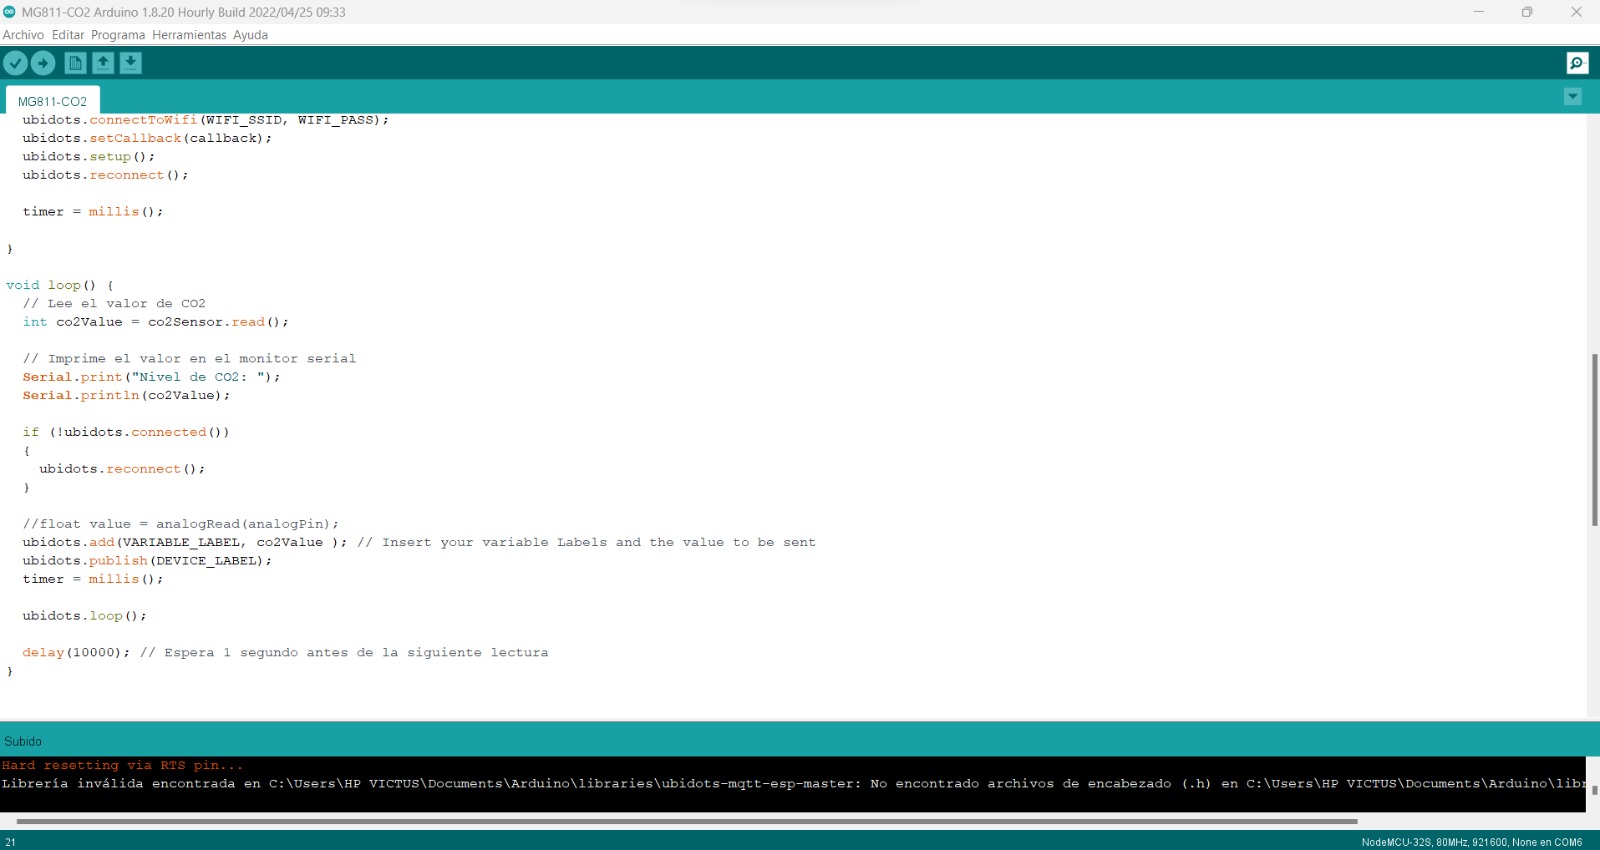 MG811-CO2 Arduino 1.8.20 Hourly Build 2022/04/25 09:33
Archivo Editar Programa Herramientas Ayuda
MG811-CO2
ubidots.connectToWifi(WIFI_SSID, WIFI_PASS);
ubidots.setCallback(callback);
ubidots.setup();
ubidots.reconnect();
timer = millis();
}
void loop() {
// Lee el valor de CO2
int co2Value = co2Sensor.read();
// Imprime el valor en el monitor serial
Serial.print("Nivel de CO2: ");
Serial.println(co2Value);
if (!ubidots.connected())
{
ubidots.reconnect();
}
//float value = analogRead(analogPin);
ubidots.add(VARIABLE_LABEL, co2Value ); // Insert your variable Labels and the value to be sent
ubidots.publish(DEVICE_LABEL);
timer = millis();
ubidots.loop();
delay(10000); // Espera 1 segundo antes de la siguiente lectura
}
Subido
Hard resetting via RTS pin...
Librería inválida encontrada en C:\Users\HP VICTUS\Documents\Arduino\libraries\ubidots-mqtt-esp-master: No encontrado archivos de encabezado (.h) en C:\Users\HP VICTUS\Documents\Arduino\libr
21
NodeMCU-32S, 80MHz, 921600, None en COM6